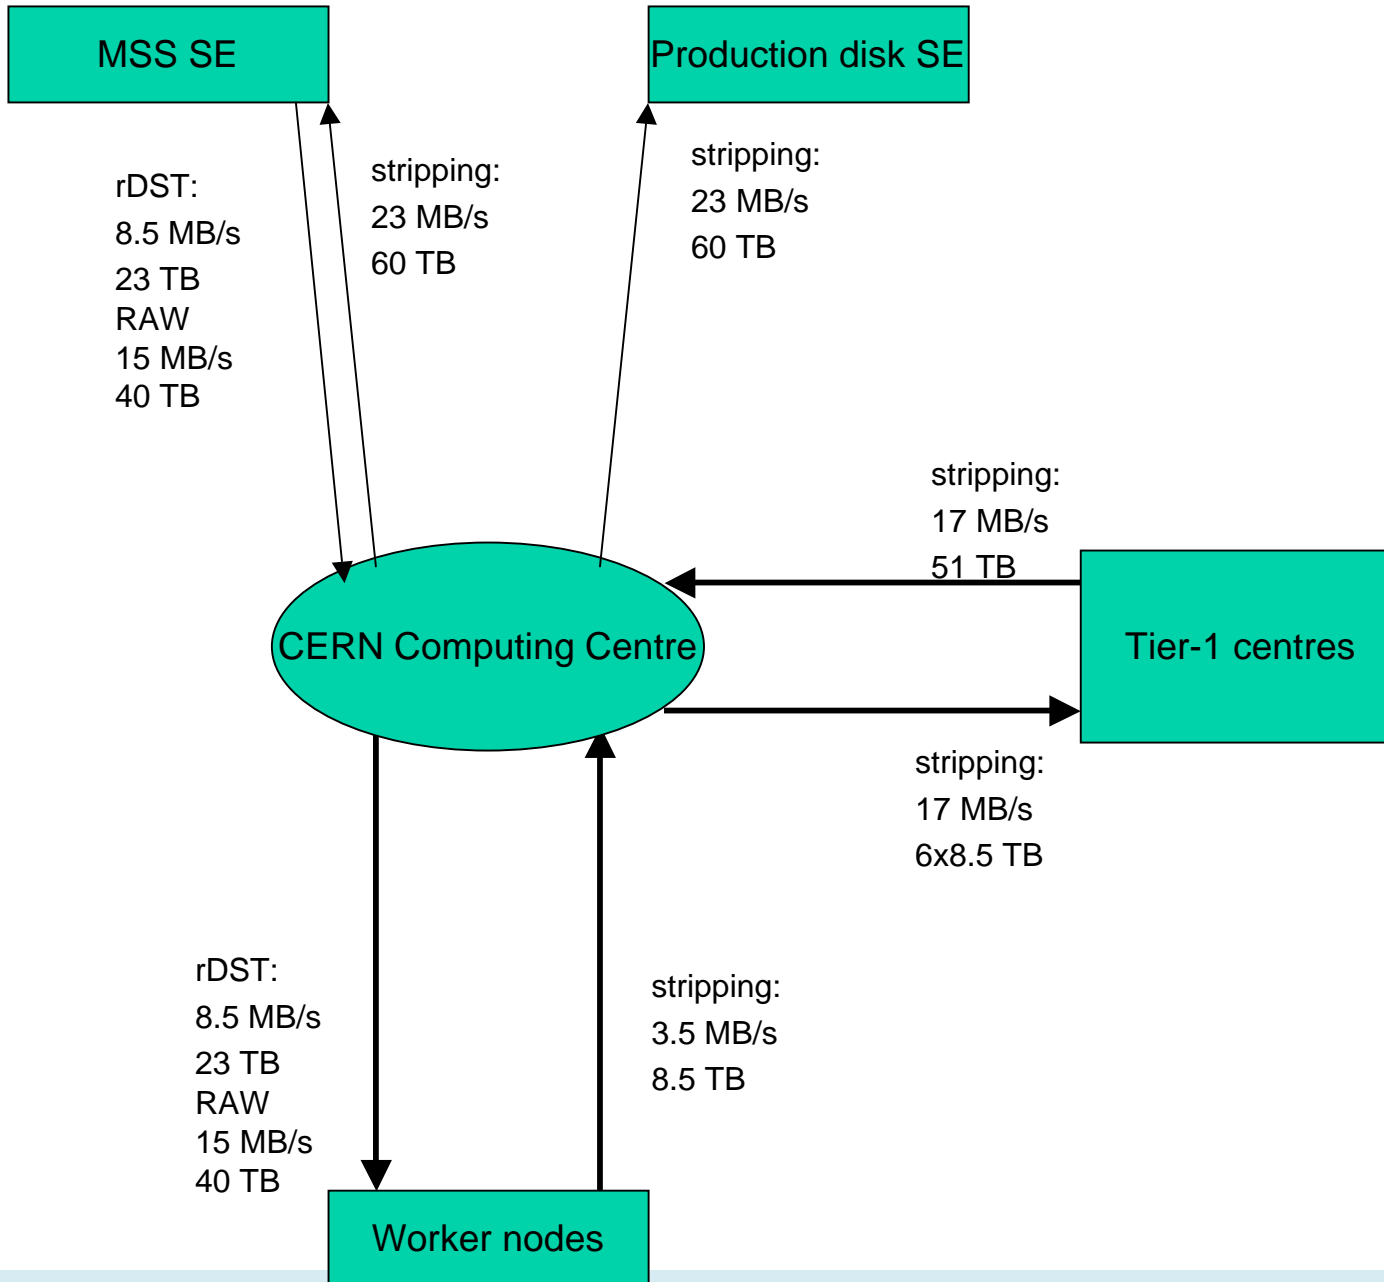 MSS SE
Production disk SE
rDST:
8.5 MB/s
23 TB
RAW
15 MB/s
40 TB
stripping:
23 MB/s
60 TB
stripping:
23 MB/s
60 TB
stripping:
17 MB/s
51 TB
CERN Computing Centre
Tier-1 centres
stripping:
17 MB/s
6x8.5 TB
rDST:
8.5 MB/s
23 TB
RAW
15 MB/s
40 TB
stripping:
3.5 MB/s
8.5 TB
Worker nodes